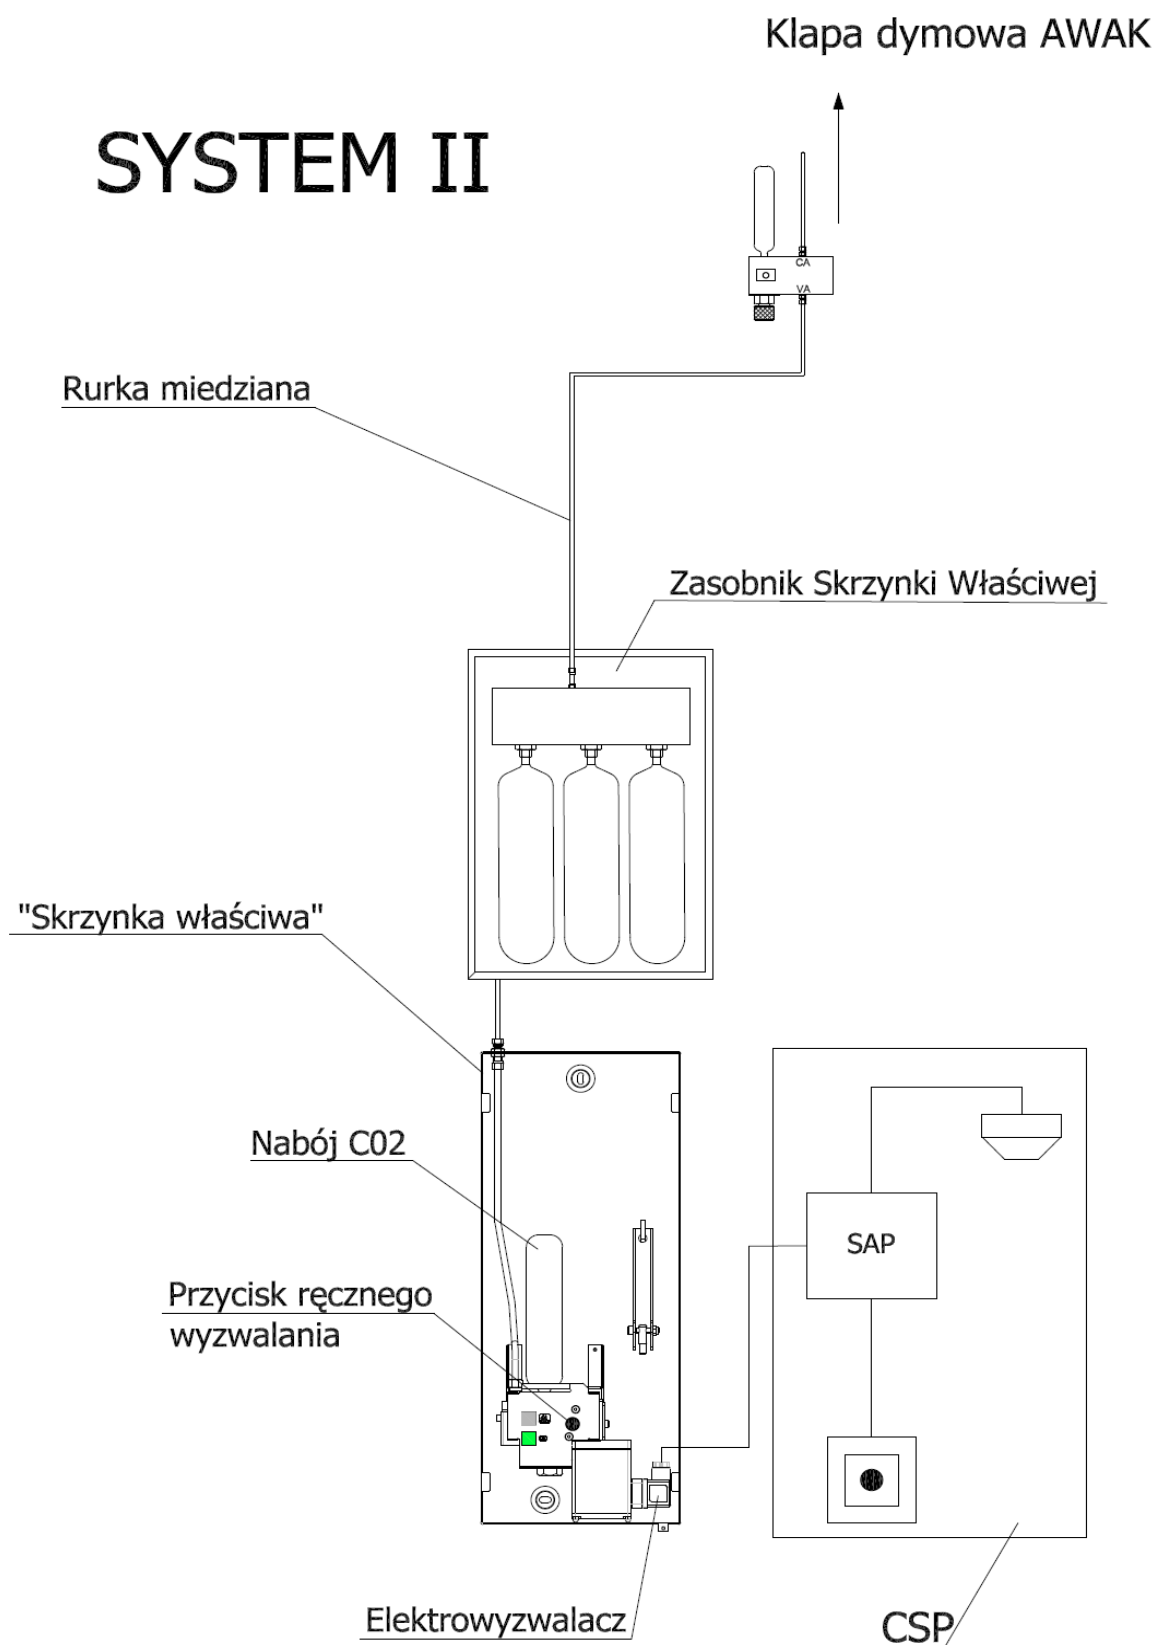 Klapa dymowa AWAK
SYSTEM II
CA
VA
Rurka miedziana
Zasobnik Skrzynki Właściwej
"Skrzynka właściwa"
Nabój C02
SAP
Przycisk ręcznego
wyzwalania
Elektrowyzwalacz
CSP